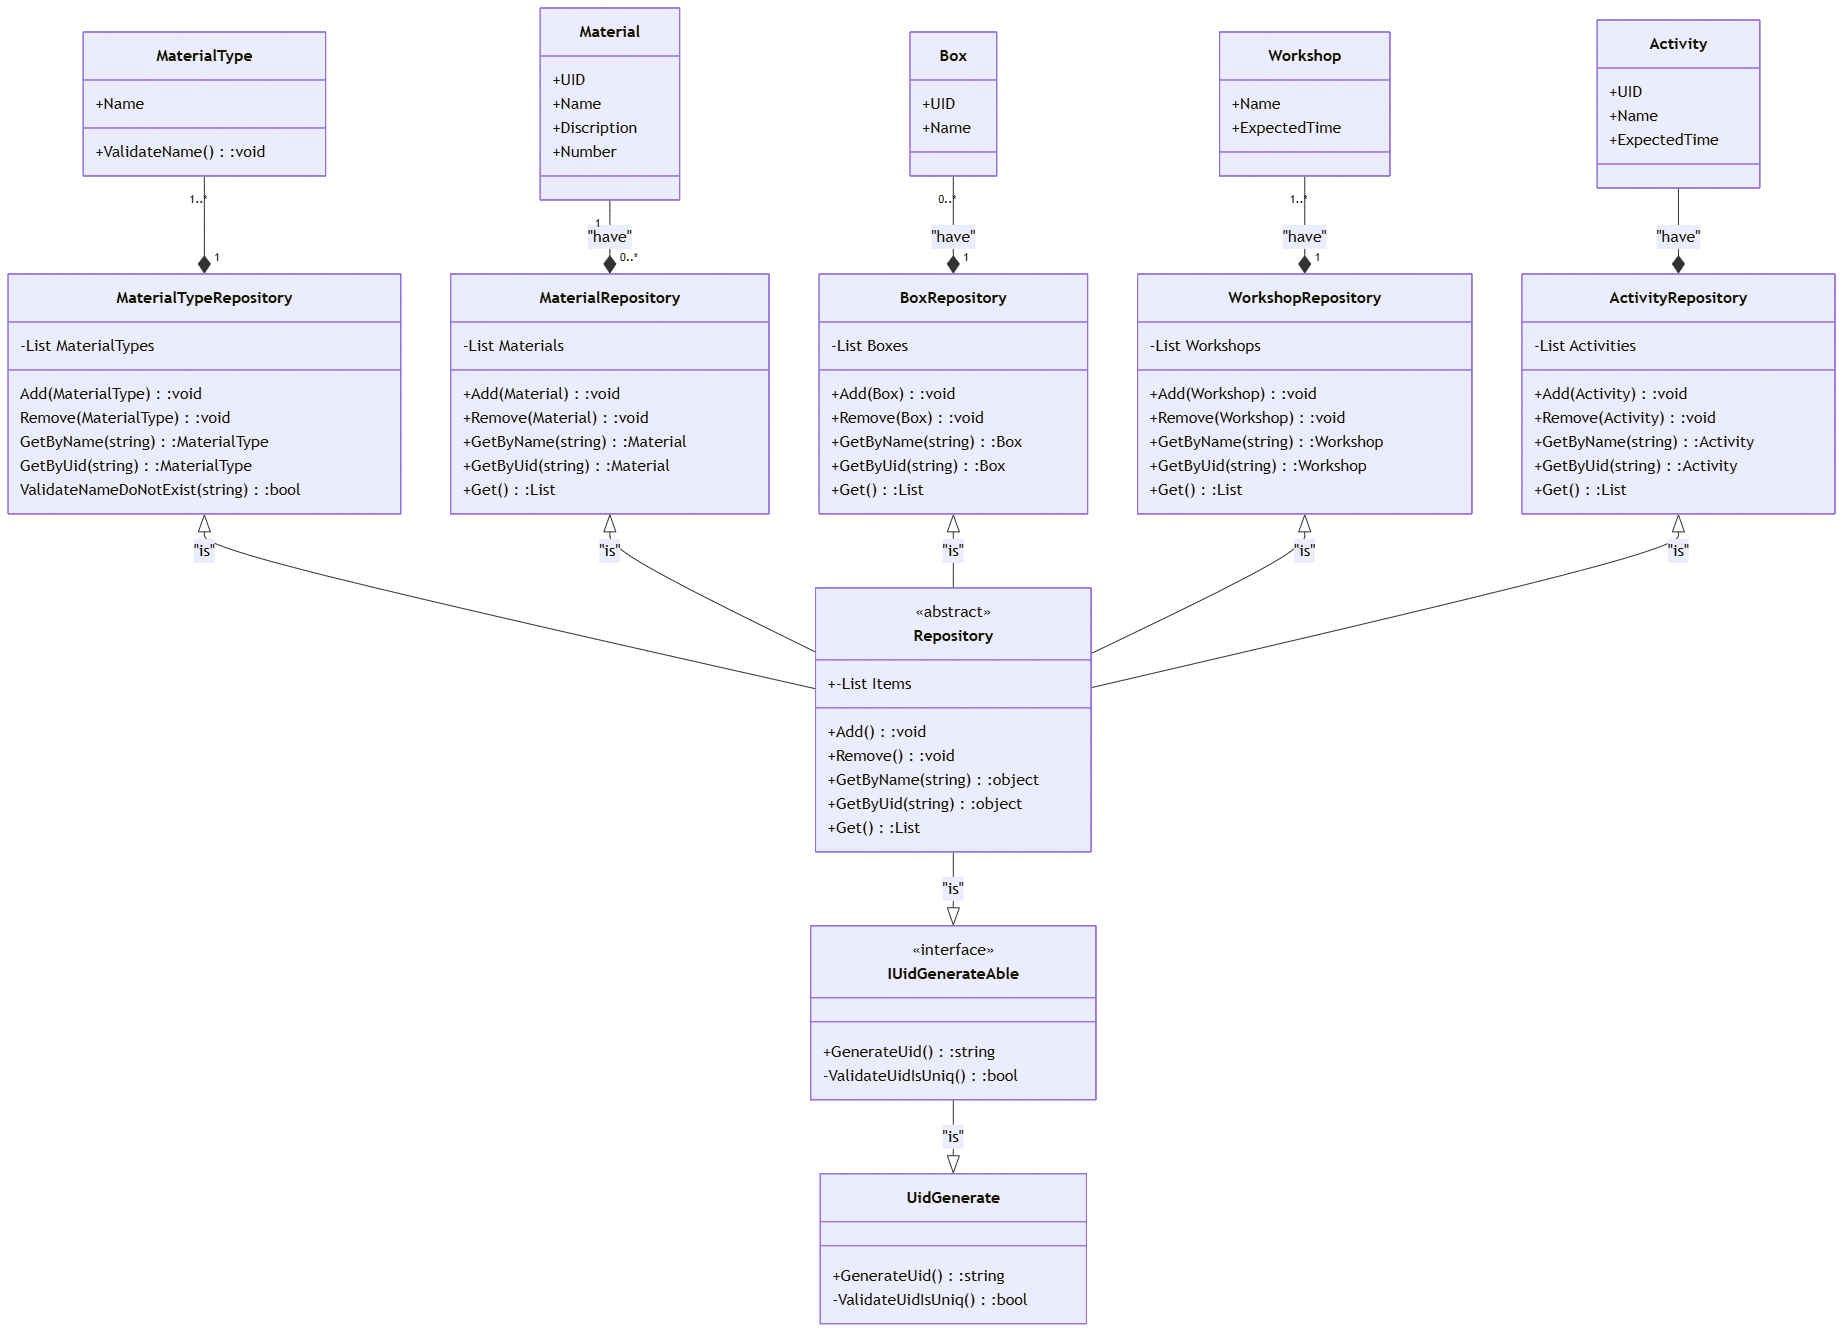 MaterialType
+Name
+ValidateName() : :void
Material
+UID
+Name
+Discription
+Number
Box
+UID
+Name
Workshop
+Name
+ExpectedTime
Activity
+UID
+Name
+ExpectedTime
1..*
1
1
"have"
0..*
0..*
"have"
1
1..*
"have"
1
"have"
MaterialTypeRepository
-List MaterialTypes
Add(MaterialType) : :void
Remove(MaterialType) : :void
GetByName(string) : :MaterialType
GetByUid(string) : :MaterialType
ValidateNameDoNotExist(string) : :bool
MaterialRepository
-List Materials
+Add(Material) : :void
+Remove(Material) : :void
+GetByName(string) : :Material
+GetByUid(string) : :Material
+Get() : :List
BoxRepository
-List Boxes
+Add(Box) : :void
+Remove(Box) : :void
+GetByName(string) : :Box
+GetByUid(string) : :Box
+Get() : :List
WorkshopRepository
-List Workshops
+Add(Workshop) : :void
+Remove(Workshop) : :void
+GetByName(string) : :Workshop
+GetByUid(string) : :Workshop
+Get() : :List
ActivityRepository
-List Activities
+Add(Activity) : :void
+Remove(Activity) : :void
+GetByName(string) : :Activity
+GetByUid(string) : :Activity
+Get() : :List
"is"
"is"
"is"
"is"
"is"
«abstract»
Repository
+-List Items
+Add() : :void
+Remove() : :void
+GetByName(string) : :object
+GetByUid(string) : :object
+Get() : :List
"is"
«interface»
IUidGenerateAble
+GenerateUid() : :string
-ValidateUidIsUniq() : :bool
"is"
UidGenerate
+GenerateUid() : :string
-ValidateUidIsUniq() : :bool